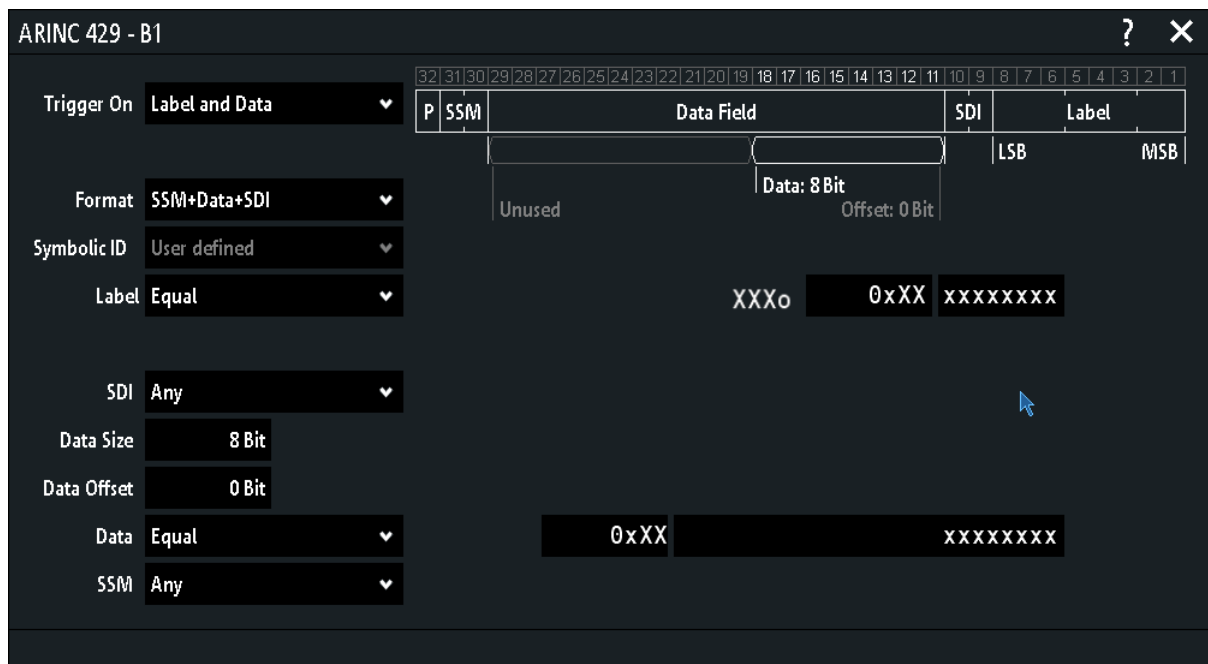 ARINC 429 - B1 ? ✕
32 31 30 29 28 27 26 25 24 23 22 21 20 19 18 17 16 15 14 13 12 11 10 9 8 7 6 5 4 3 2 1
Trigger On Label and Data
P SSM Data Field SDI Label
LSB MSB
Data: 8 Bit
Format SSM+Data+SDI
Unused Offset: 0 Bit
Symbolic ID User defined
Label Equal XXXo 0xXX xxxxxxxx
SDI Any
Data Size 8 Bit
Data Offset 0 Bit
Data Equal 0xXX xxxxxxxx
SSM Any